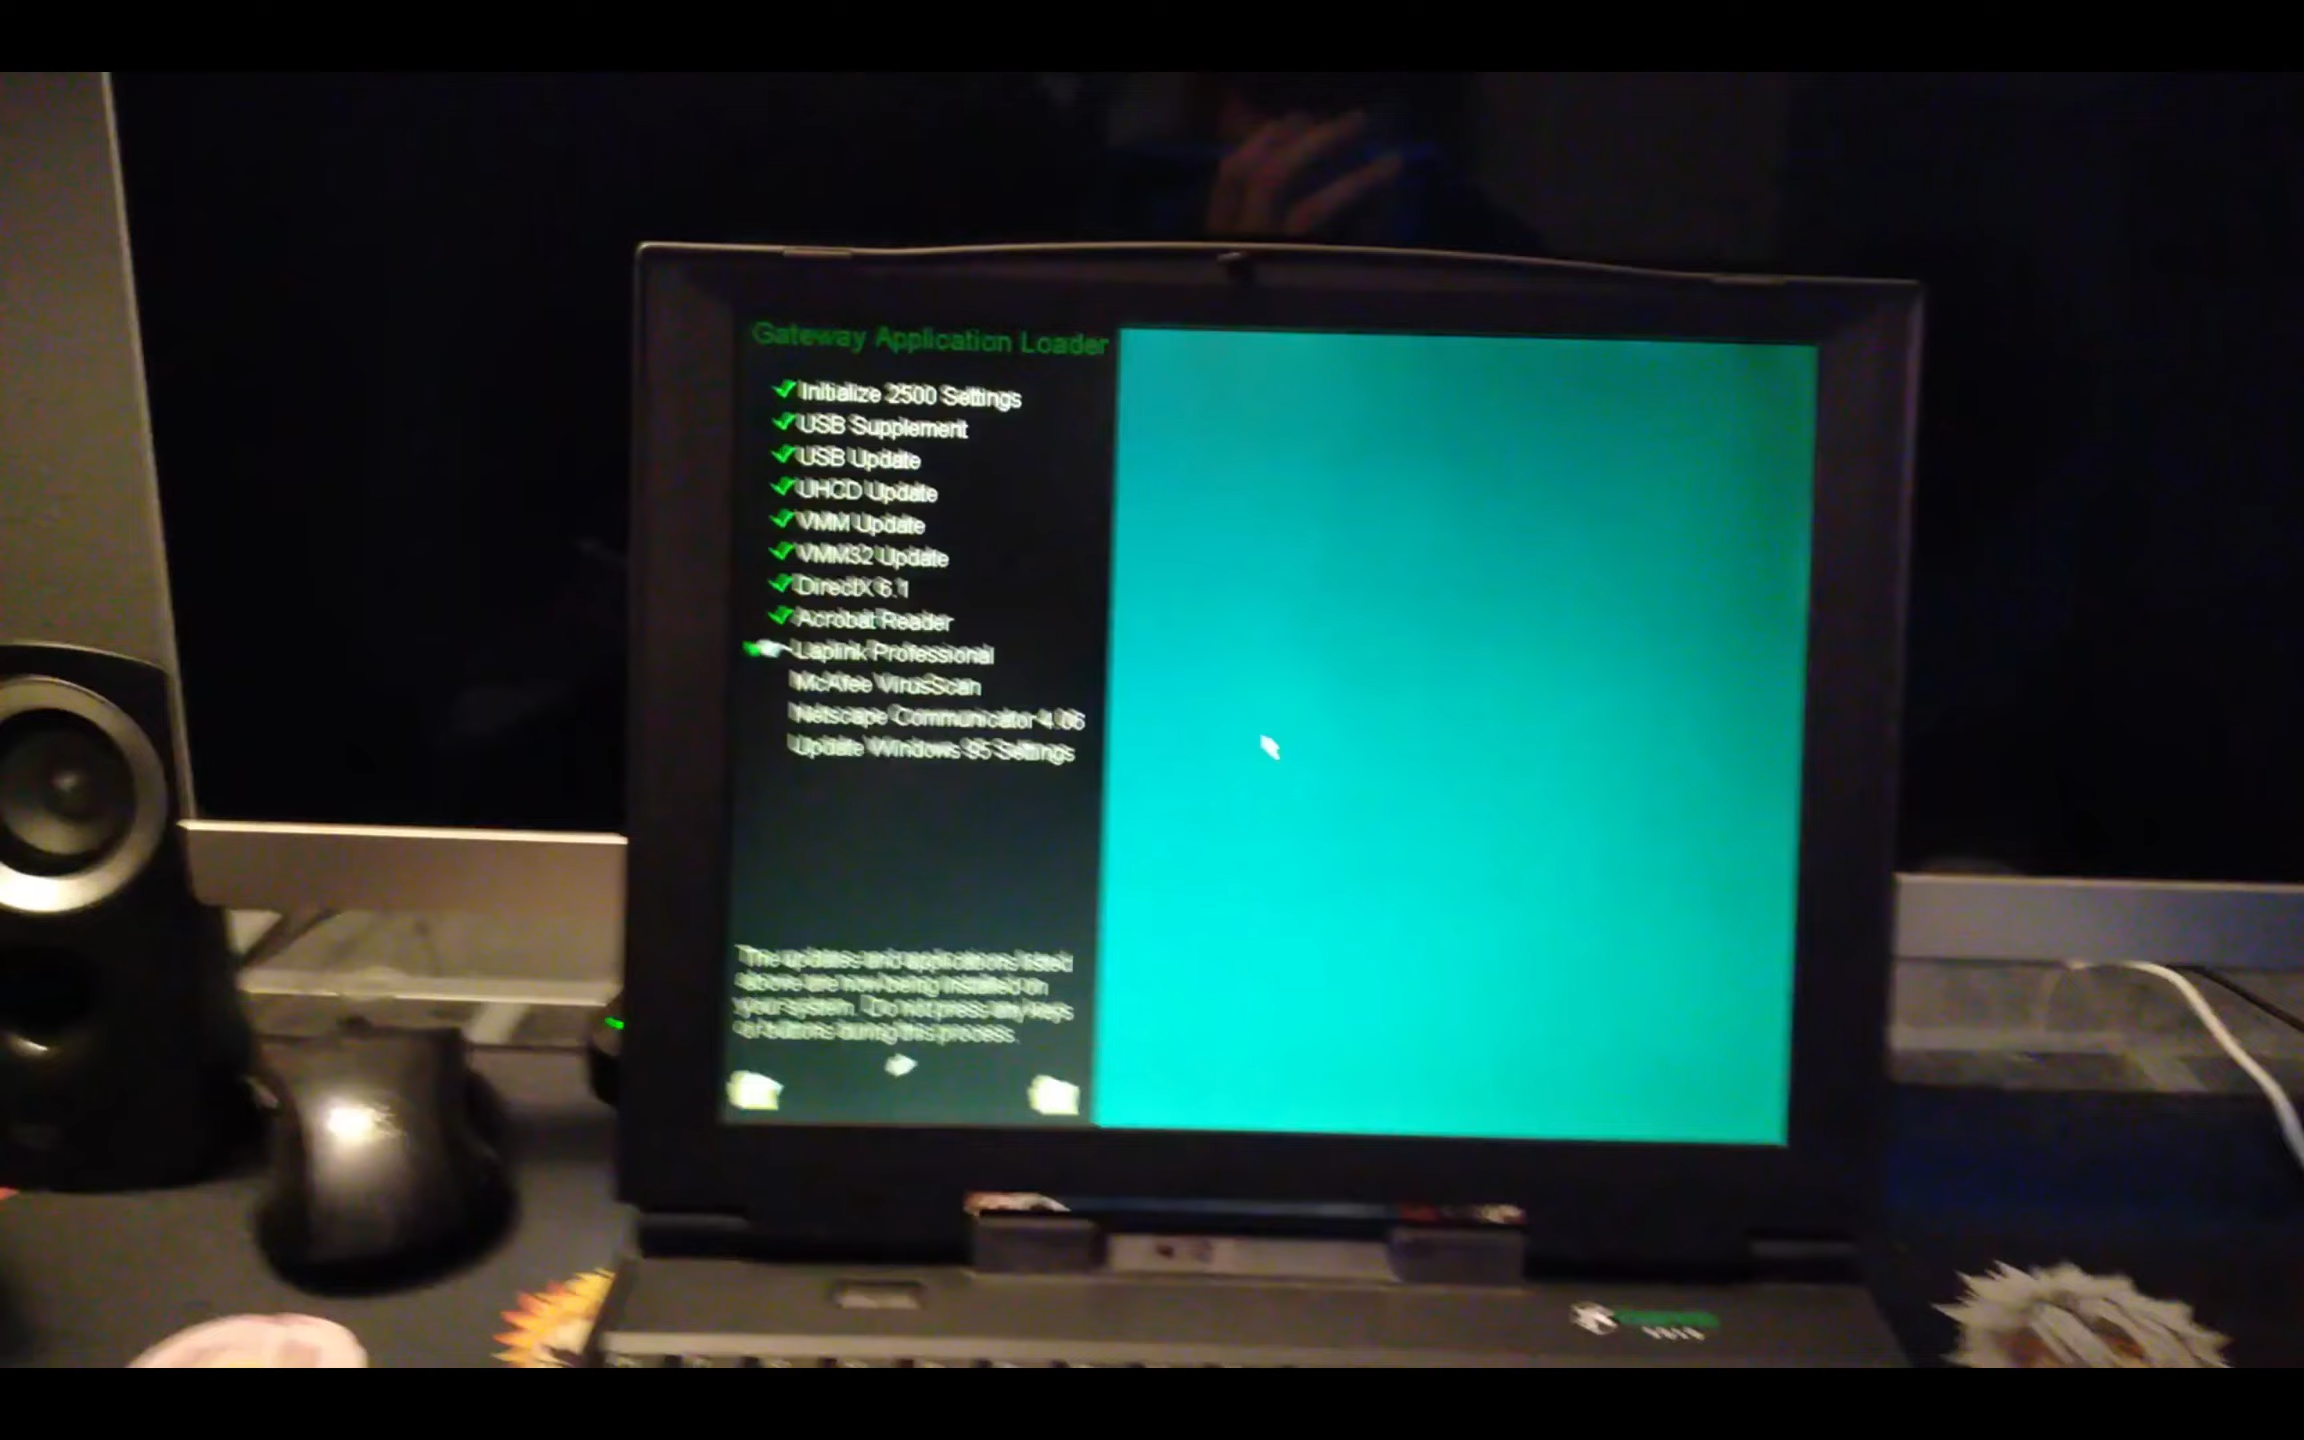 Gateway Application Loader
Initialize 2500 Settings
USB Supplement
USB Update
UHCD Update
VMM Update
VMM32 Update
DirectX 6.1
Acrobat Reader
Laplink Professional
McAfee VirusScan
Netscape Communicator 4.06
Update Windows 95 Settings
The updates and applications listed
above are now being installed on
your system. Do not press any keys
or buttons during this process.